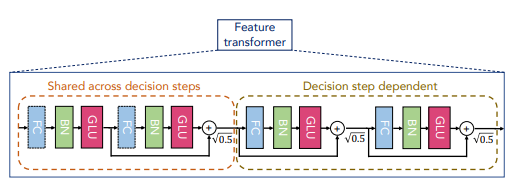 Feature
transformer
Shared across decision steps
Decision step dependent
FC
BN
GLU
FC
BN
GLU
+
√0.5
FC
BN
GLU
+
√0.5
FC
BN
GLU
+
√0.5